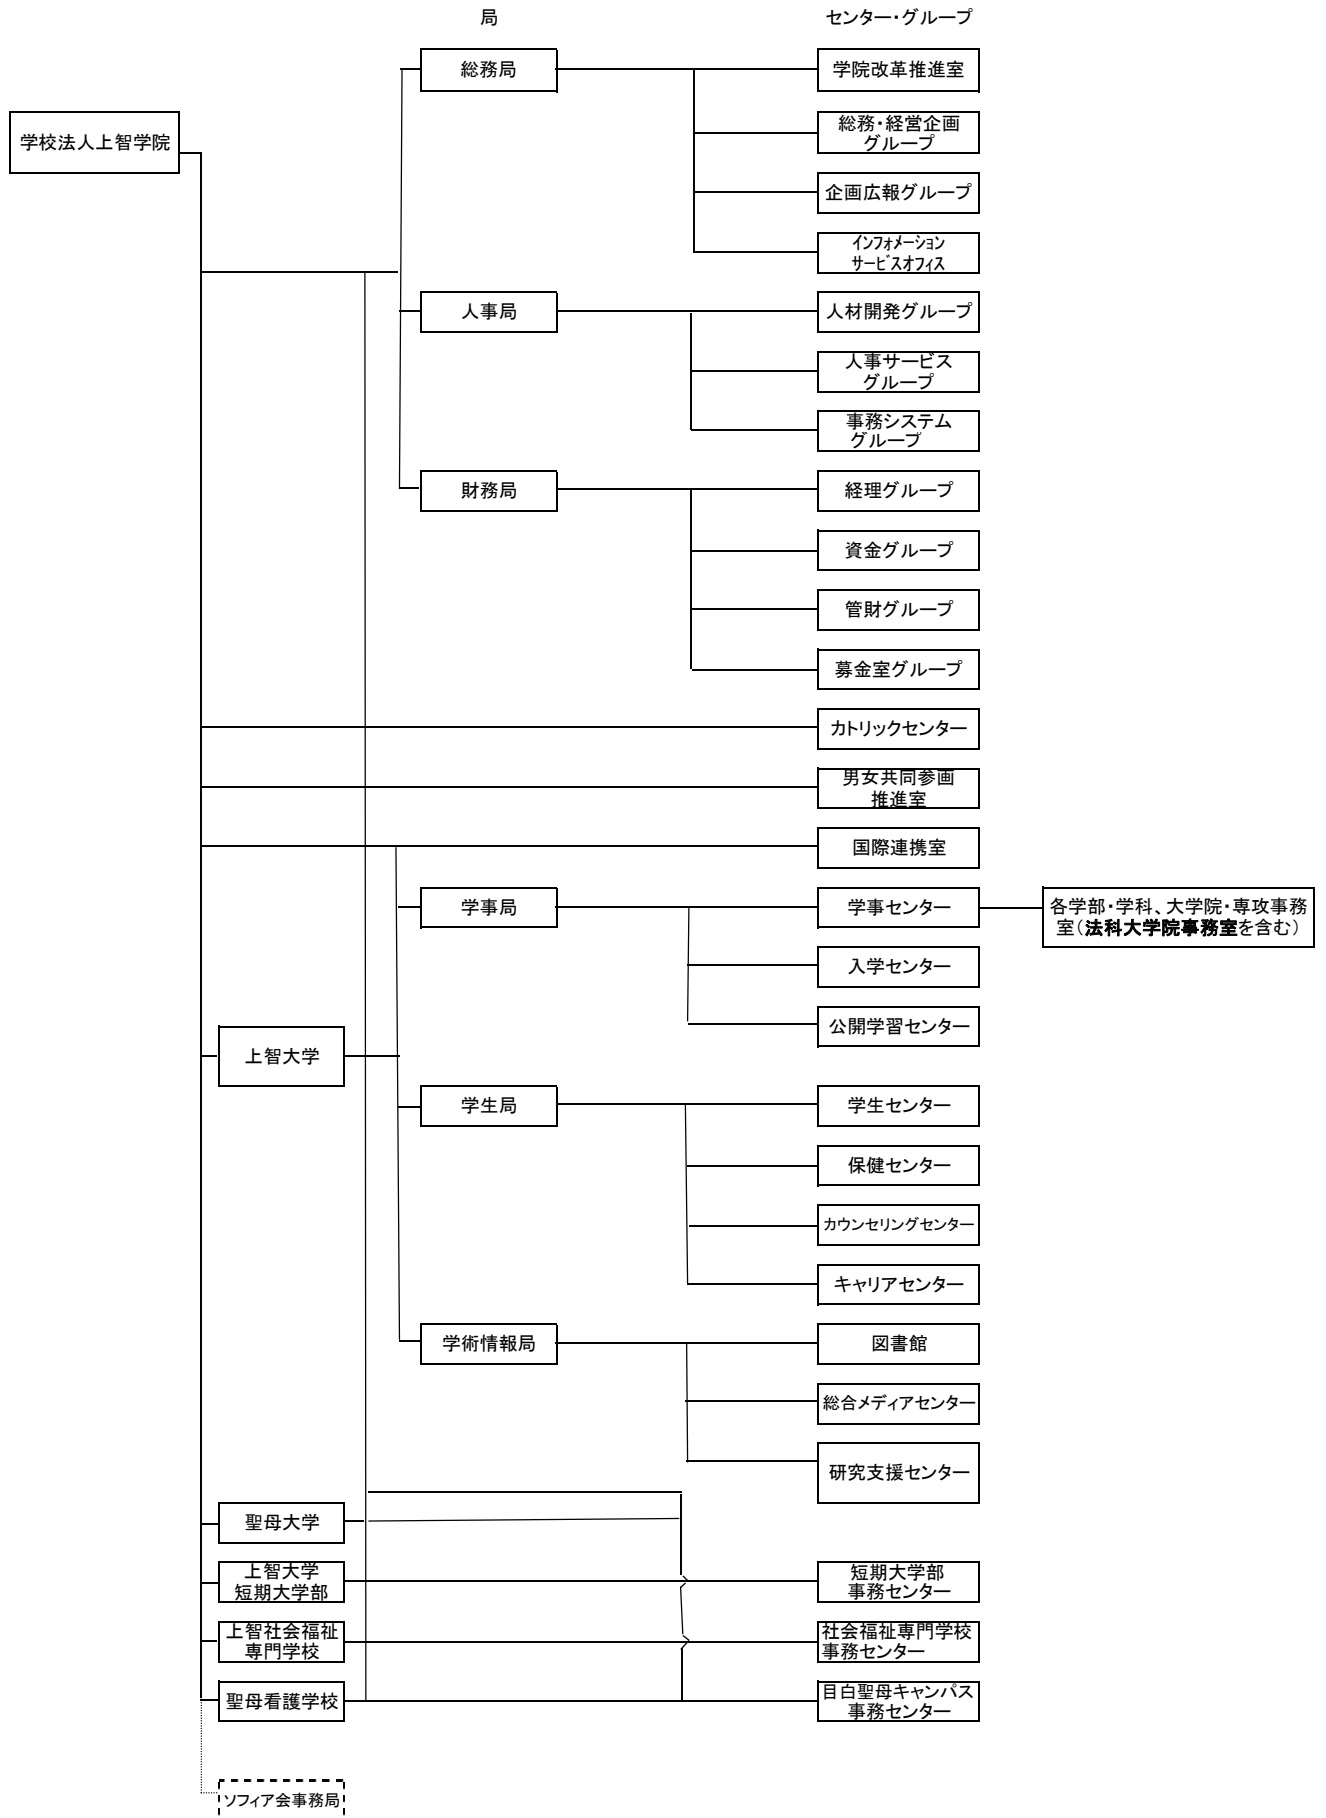 局
センター・グループ
総務局
学院改革推進室
学校法人上智学院
総務・経営企画
グループ
企画広報グループ
インフォメーション
サービスオフィス
人事局
人材開発グループ
人事サービス
グループ
事務システム
グループ
財務局
経理グループ
資金グループ
管財グループ
募金室グループ
カトリックセンター
男女共同参画
推進室
国際連携室
学事局
学事センター
各学部・学科、大学院・専攻事務
室(法科大学院事務室を含む)
入学センター
公開学習センター
上智大学
学生局
学生センター
保健センター
カウンセリングセンター
キャリアセンター
学術情報局
図書館
総合メディアセンター
研究支援センター
聖母大学
上智大学
短期大学部
短期大学部
事務センター
上智社会福祉
専門学校
社会福祉専門学校
事務センター
聖母看護学校
目白聖母キャンパス
事務センター
ソフィア会事務局